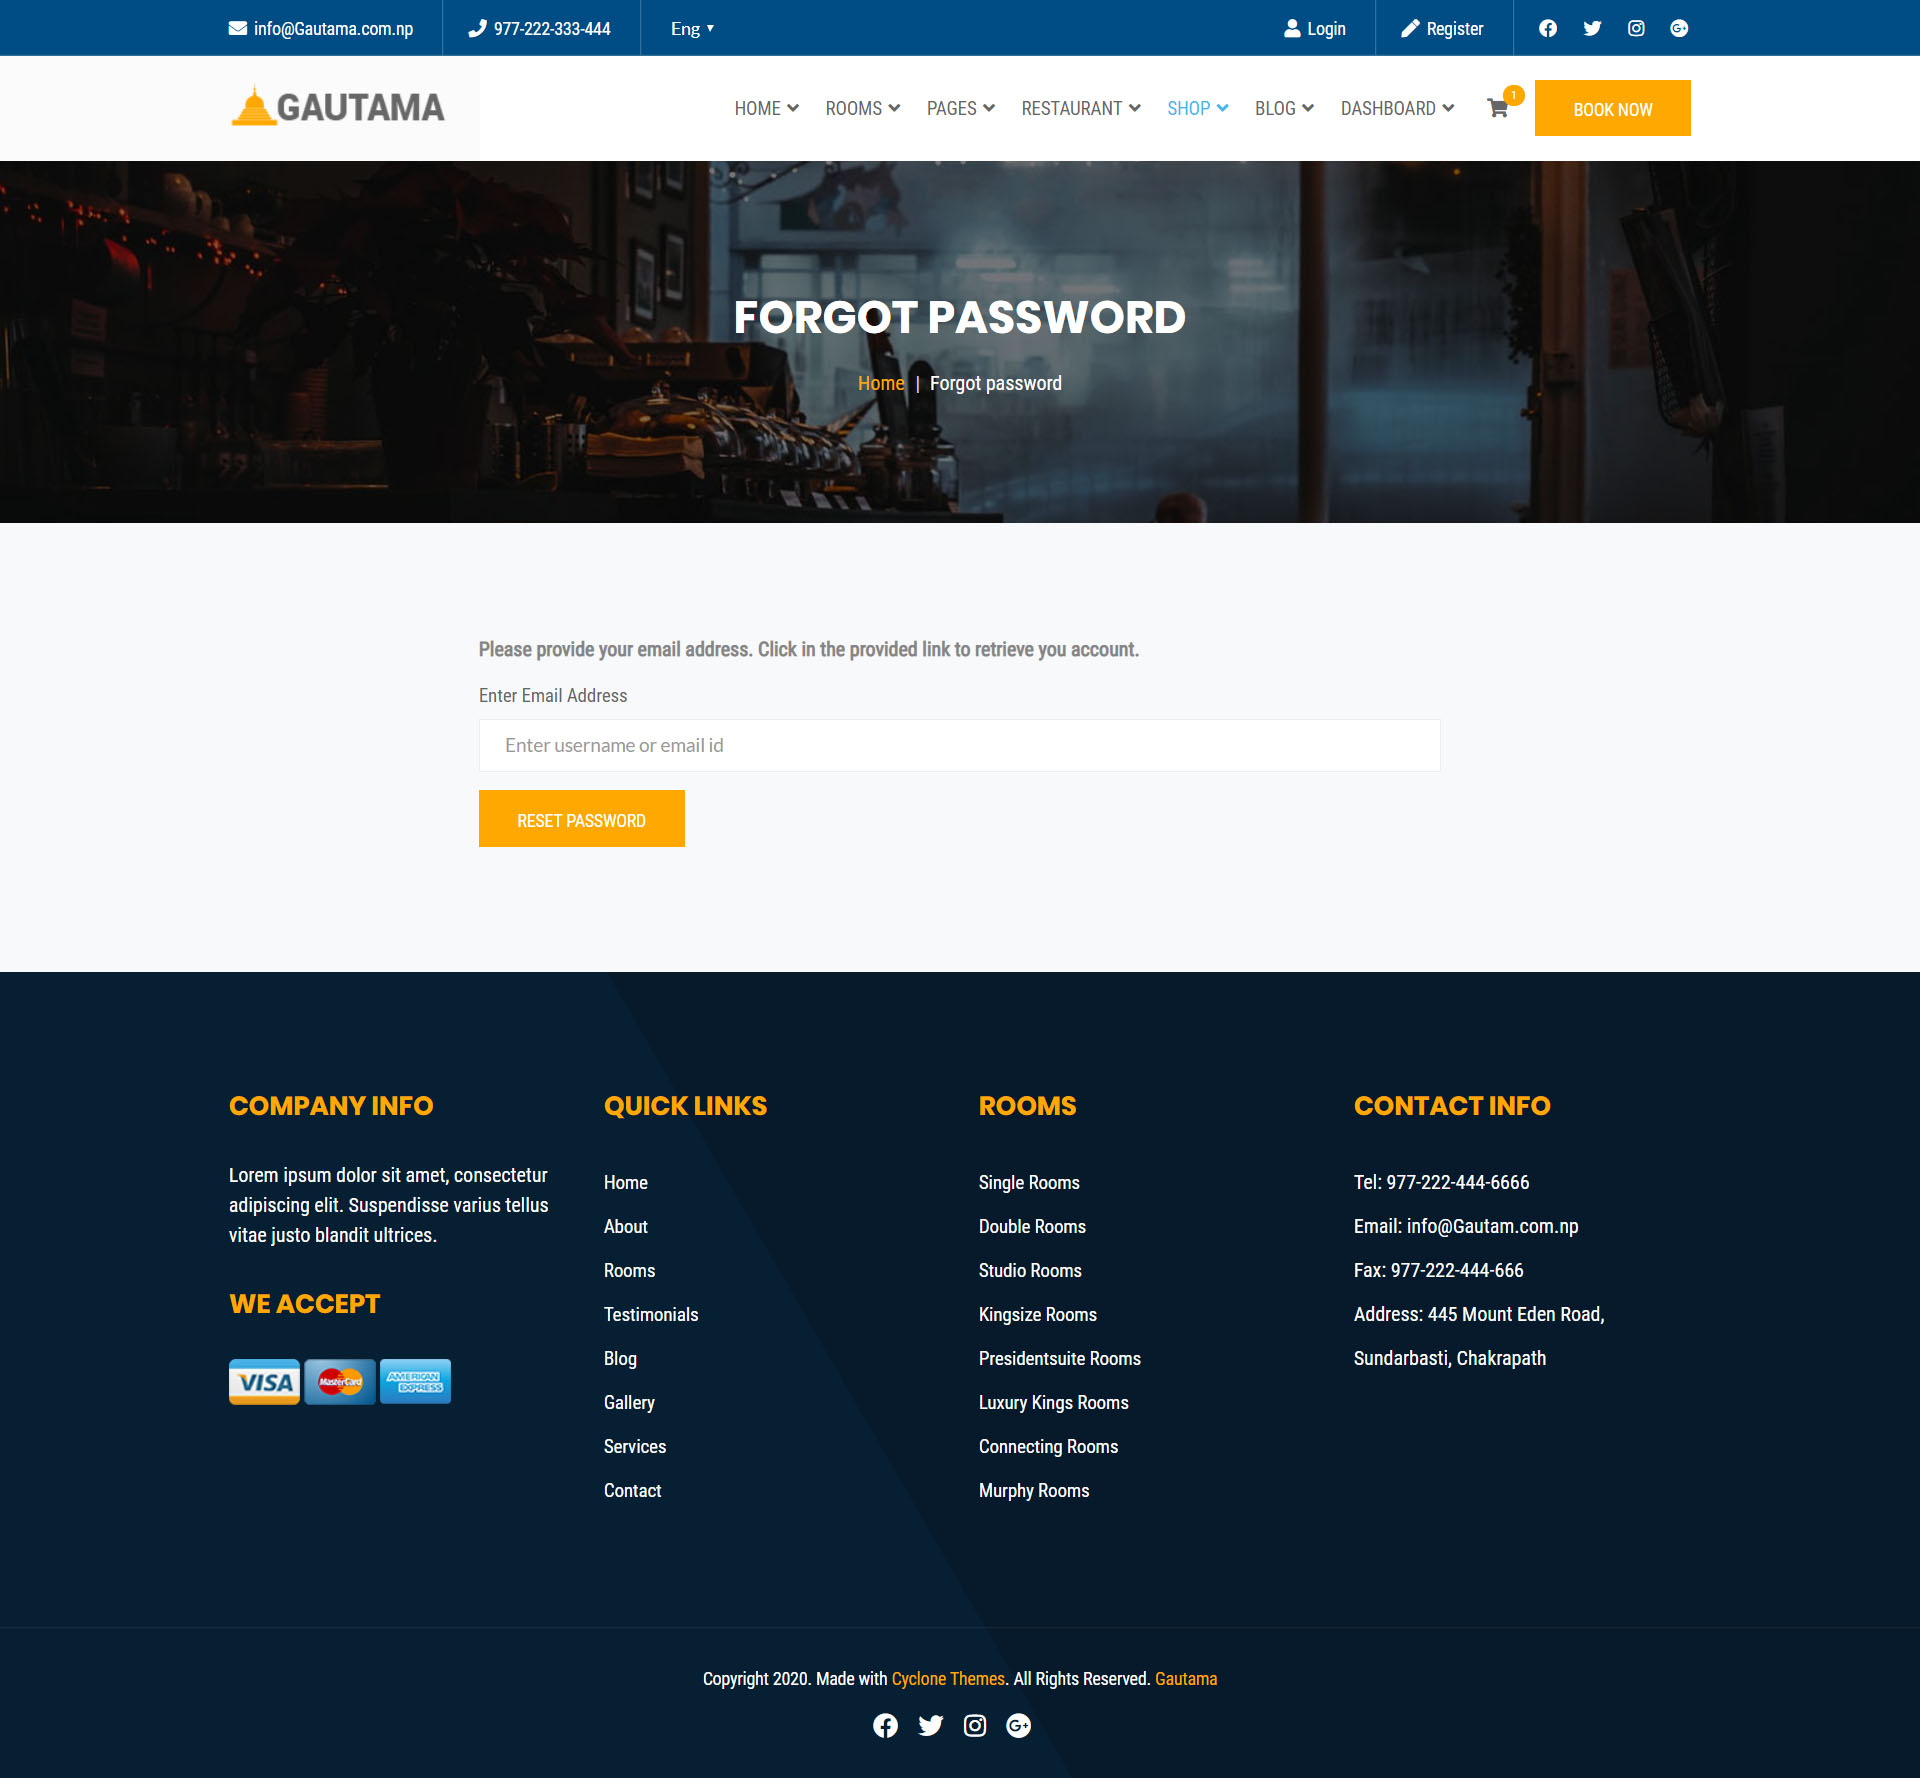 info@Gautama.com.np
977-222-333-444
Eng
Login
Register
GAUTAMA
HOME
ROOMS
PAGES
RESTAURANT
SHOP
BLOG
DASHBOARD
1
BOOK NOW
FORGOT PASSWORD
Home | Forgot password
Please provide your email address. Click in the provided link to retrieve you account.
Enter Email Address
Enter username or email id
RESET PASSWORD
COMPANY INFO
Lorem ipsum dolor sit amet, consectetur
adipiscing elit. Suspendisse varius tellus
vitae justo blandit ultrices.
WE ACCEPT
VISA
MasterCard
AMERICAN
EXPRESS
QUICK LINKS
Home
About
Rooms
Testimonials
Blog
Gallery
Services
Contact
ROOMS
Single Rooms
Double Rooms
Studio Rooms
Kingsize Rooms
Presidentsuite Rooms
Luxury Kings Rooms
Connecting Rooms
Murphy Rooms
CONTACT INFO
Tel: 977-222-444-6666
Email: info@Gautam.com.np
Fax: 977-222-444-666
Address: 445 Mount Eden Road,
Sundarbasti, Chakrapath
Copyright 2020. Made with Cyclone Themes. All Rights Reserved. Gautama